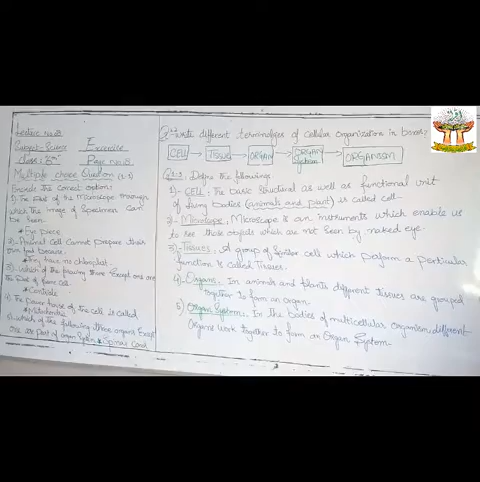 Lecture no.03
Subject - Science Exercise
Class: 6th Page no.13
Multiple choice Question (1.1)
Encircle the correct option:
1) The Part of the Microscope through
which the image of Specimen Can
be Seen
* Eye piece
2) Animal Cell cannot prepare their
own food because
* They have no chloroplast
3) which of the following three Except one are
the Part of Plant Cell
4) The power house of the cell is called
* Mitochondria
5) which of the following three organs Except
one are part of organ System * Spinal Cord
Write different terminologies of cellular organization in boxes?
CELL → TISSUE → ORGAN → ORGAN System → ORGANISM
Define the following:
1) - CELL: The basic structural as well as functional unit
of living bodies (animals and plant) is called cell.
2) - Microscope: Microscope is an instruments which enable us
to see those objects which are not seen by naked eye.
3) - Tissues: A group of similar cell which perform a particular
function is called Tissues.
4) Organs: In animals and plants different tissues are grouped
together to form an organ.
5) Organ System: In the bodies of multicellular organism, different
organs work together to form an Organ System.